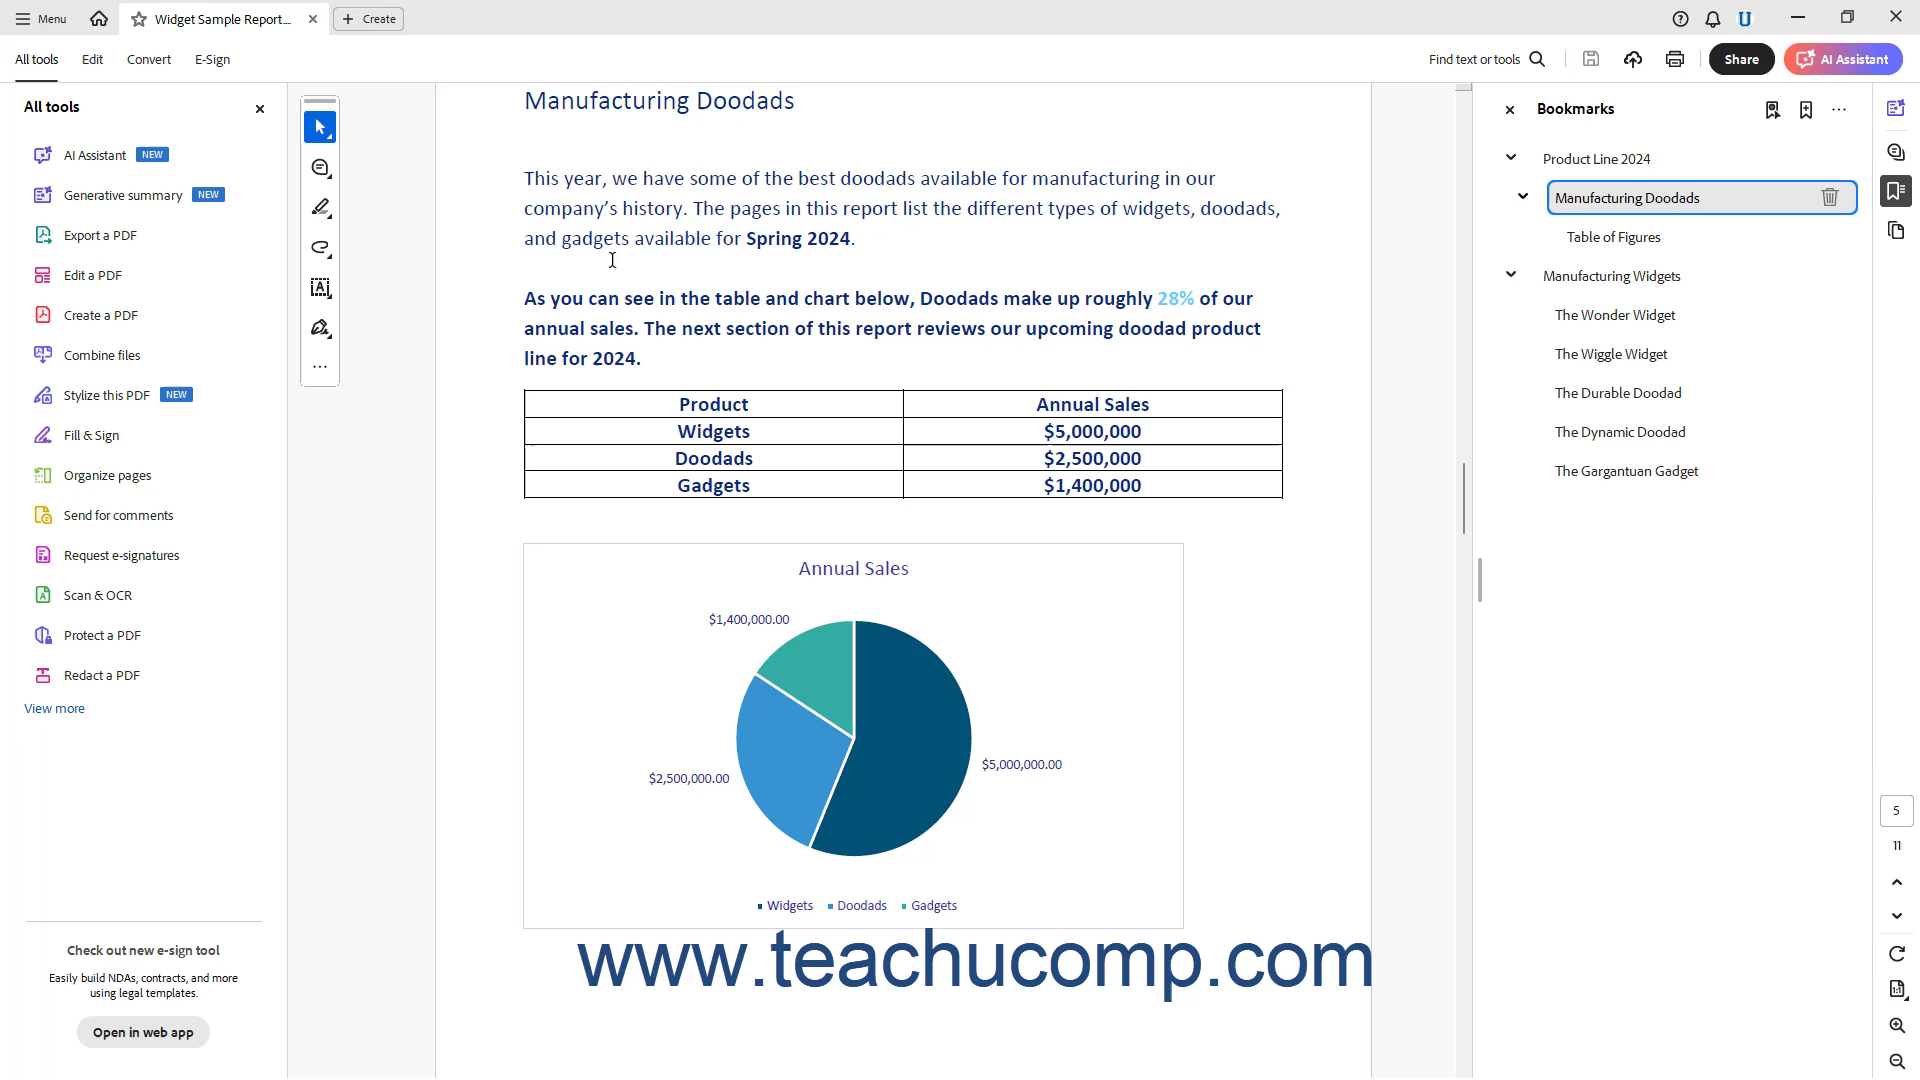 Menu
Widget Sample Report...
Create
All tools
Edit
Convert
E-Sign
Find text or tools
Share
AI Assistant
All tools
AI Assistant NEW
Generative summary NEW
Export a PDF
Edit a PDF
Create a PDF
Combine files
Stylize this PDF NEW
Fill & Sign
Organize pages
Send for comments
Request e-signatures
Scan & OCR
Protect a PDF
Redact a PDF
View more
Check out new e-sign tool
Easily build NDAs, contracts, and more
using legal templates.
Open in web app
Manufacturing Doodads
This year, we have some of the best doodads available for manufacturing in our
company’s history. The pages in this report list the different types of widgets, doodads,
and gadgets available for Spring 2024.
As you can see in the table and chart below, Doodads make up roughly 28% of our
annual sales. The next section of this report reviews our upcoming doodad product
line for 2024.
Product Annual Sales
Widgets $5,000,000
Doodads $2,500,000
Gadgets $1,400,000
Annual Sales
$1,400,000.00
$5,000,000.00
$2,500,000.00
Widgets Doodads Gadgets
www.teachucomp.com
Bookmarks
Product Line 2024
Manufacturing Doodads
Table of Figures
Manufacturing Widgets
The Wonder Widget
The Wiggle Widget
The Durable Doodad
The Dynamic Doodad
The Gargantuan Gadget
5
11